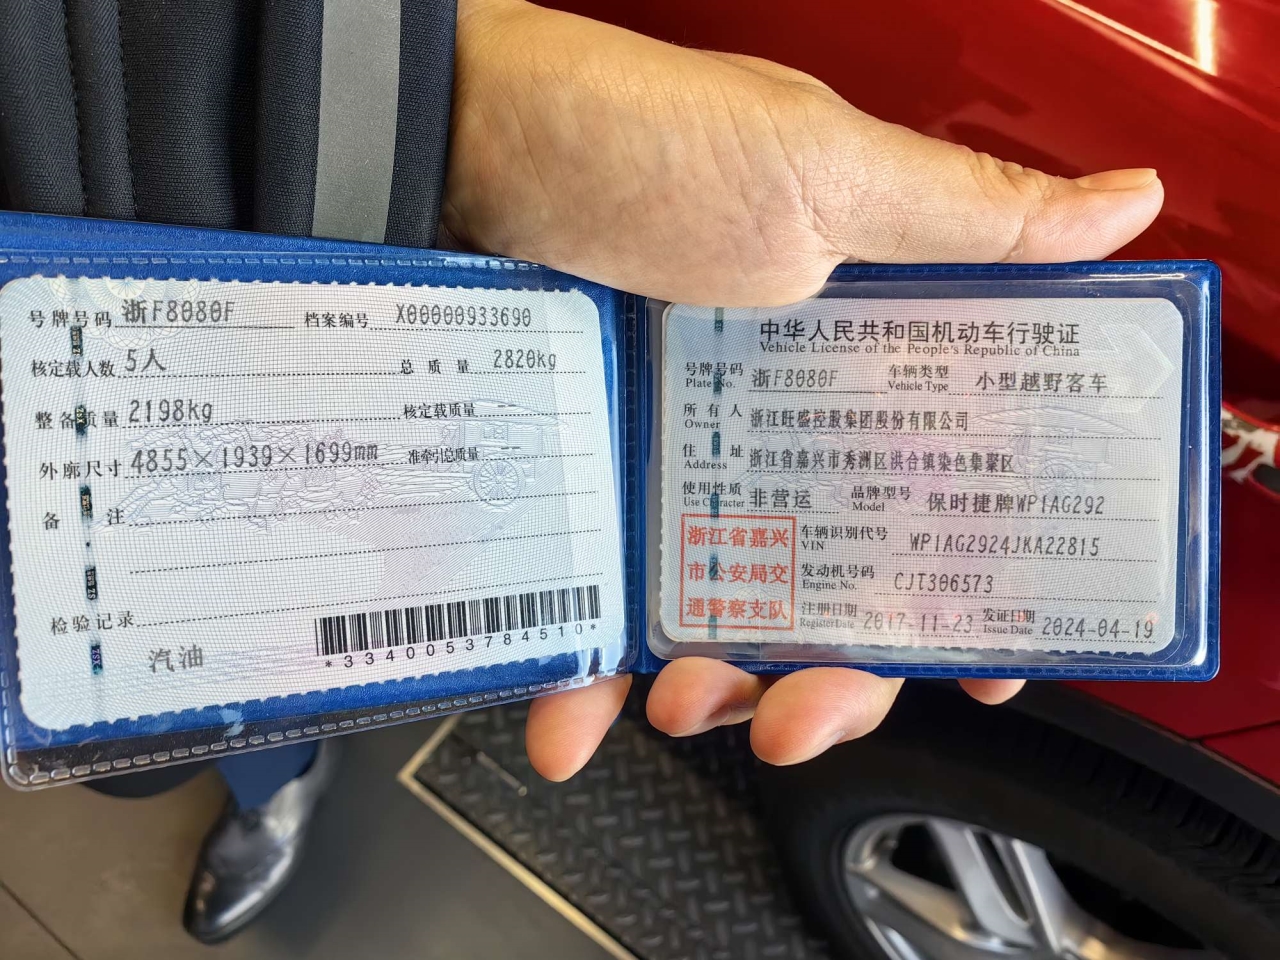 号牌号码 浙F8080F 档案编号 X00000933690
核定载人数 5人 总质量 2820kg
整备质量 2198kg 核定载质量 --
外廓尺寸 4855×1939×1699mm 准牵引总质量 --
备注
检验记录
汽油
*3340053784510*
中华人民共和国机动车行驶证
Vehicle License of the People's Republic of China
号牌号码 浙F8080F 车辆类型 小型越野客车
Plate No. Vehicle Type
所有人 浙江旺盛控股集团股份有限公司
Owner
住址 浙江省嘉兴市秀洲区洪合镇染色集聚区
Address
使用性质 非营运 品牌型号 保时捷牌WP1AG292
Use Character Model
浙江省嘉兴
市公安局交
通警察支队
车辆识别代号 WP1AG2924JKA22815
VIN
发动机号码 CJT306573
Engine No.
注册日期 2017-11-23 发证日期 2024-04-19
Register Date Issue Date